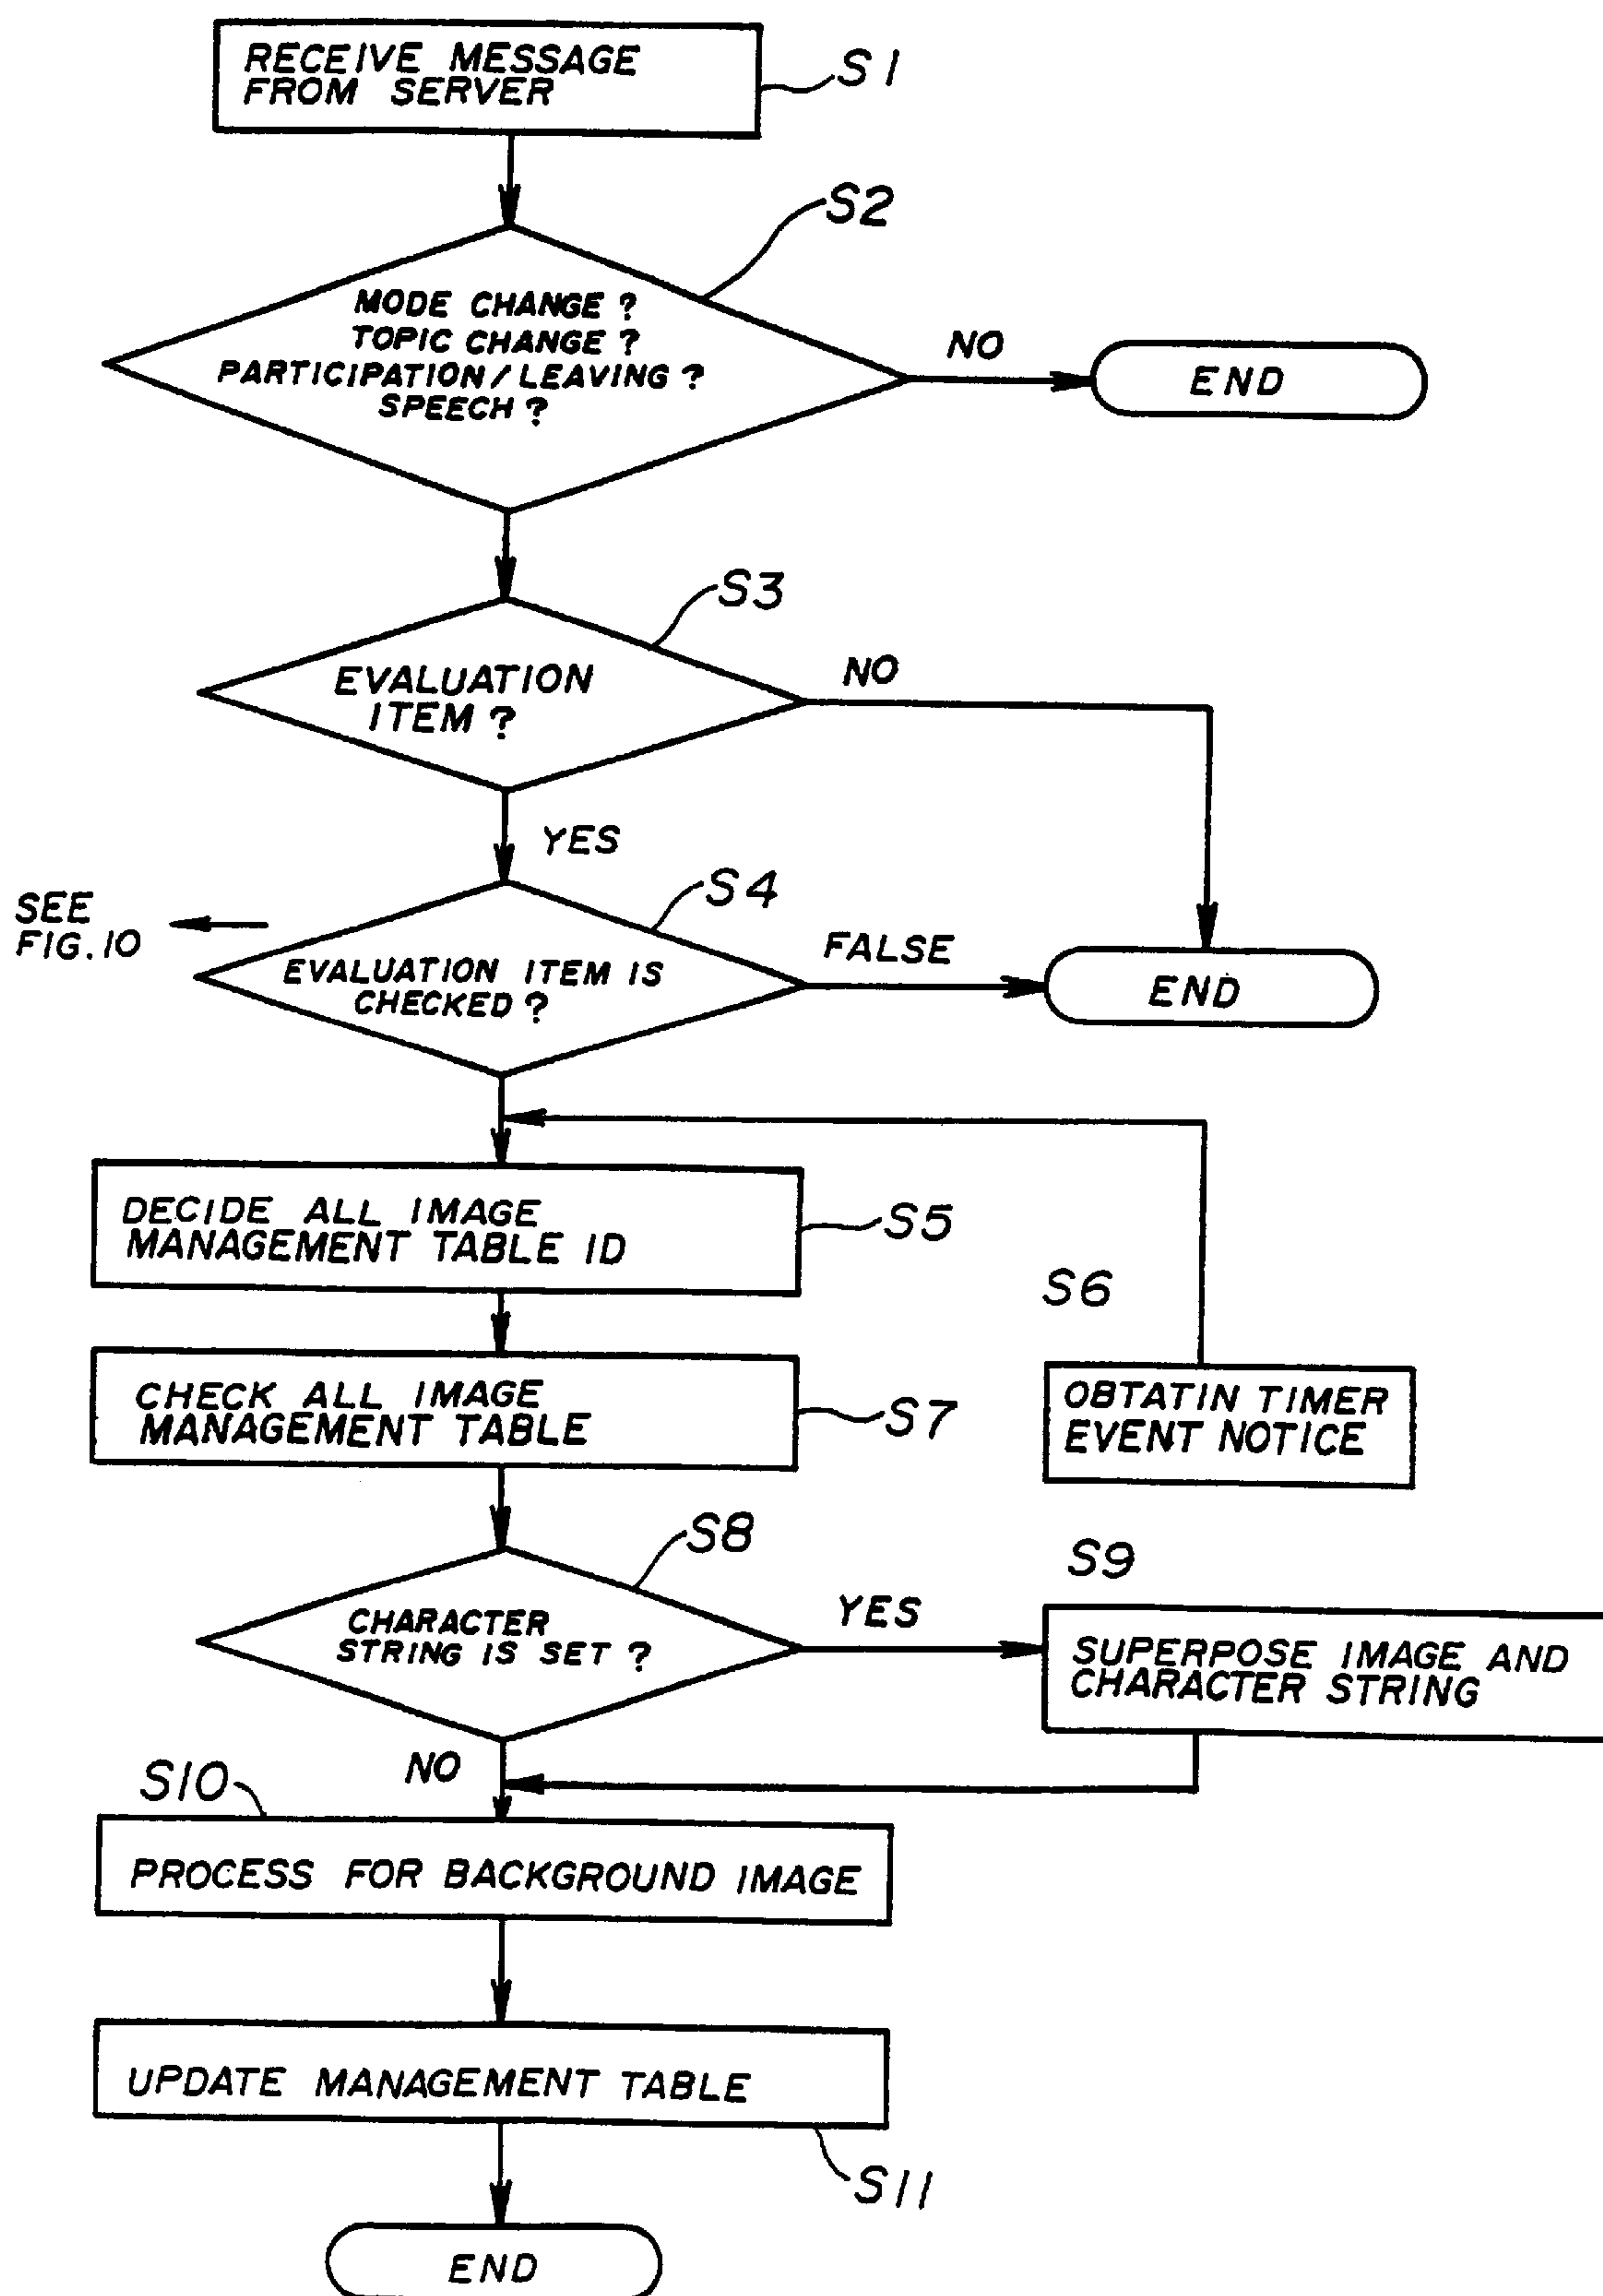 RECEIVE MESSAGE
FROM SERVER
S1
S2
MODE CHANGE ?
TOPIC CHANGE ?
PARTICIPATION / LEAVING ?
SPEECH ?
NO
END
S3
EVALUATION
ITEM ?
NO
YES
SEE
FIG. 10
S4
EVALUATION ITEM IS
CHECKED ?
FALSE
END
DECIDE ALL IMAGE
MANAGEMENT TABLE ID
S5
S6
OBTATIN TIMER
EVENT NOTICE
CHECK ALL IMAGE
MANAGEMENT TABLE
S7
S8
CHARACTER
STRING IS SET ?
YES
S9
SUPERPOSE IMAGE AND
CHARACTER STRING
NO
S10
PROCESS FOR BACKGROUND IMAGE
UPDATE MANAGEMENT TABLE
S11
END